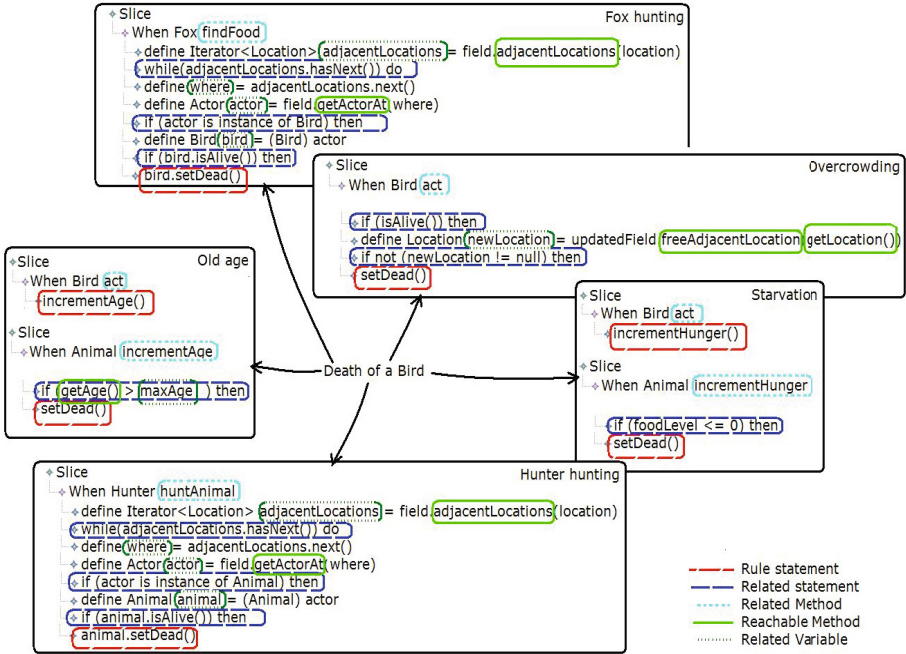 Slice
Fox hunting
When Fox findFood
define Iterator<Location> adjacentLocations = field.adjacentLocations(location)
while(adjacentLocations.hasNext()) do
define where = adjacentLocations.next()
define Actor actor = field.getActorAt(where)
if (actor is instance of Bird) then
define Bird bird = (Bird) actor
if (bird.isAlive()) then
bird.setDead()
Slice
Overcrowding
When Bird act
if (isAlive()) then
define Location newLocation = updatedField.freeAdjacentLocation(getLocation())
if not (newLocation != null) then
setDead()
Slice
Old age
When Bird act
incrementAge()
Slice
When Animal incrementAge
if (getAge() > maxAge ) then
setDead()
Slice
Starvation
When Bird act
incrementHunger()
Slice
When Animal incrementHunger
if (foodLevel <= 0) then
setDead()
Death of a Bird
Slice
Hunter hunting
When Hunter huntAnimal
define Iterator<Location> adjacentLocations = field.adjacentLocations(location)
while(adjacentLocations.hasNext()) do
define where = adjacentLocations.next()
define Actor actor = field.getActorAt(where)
if (actor is instance of Animal) then
define Animal animal = (Animal) actor
if (animal.isAlive()) then
animal.setDead()
Rule statement
Related statement
Related Method
Reachable Method
Related Variable